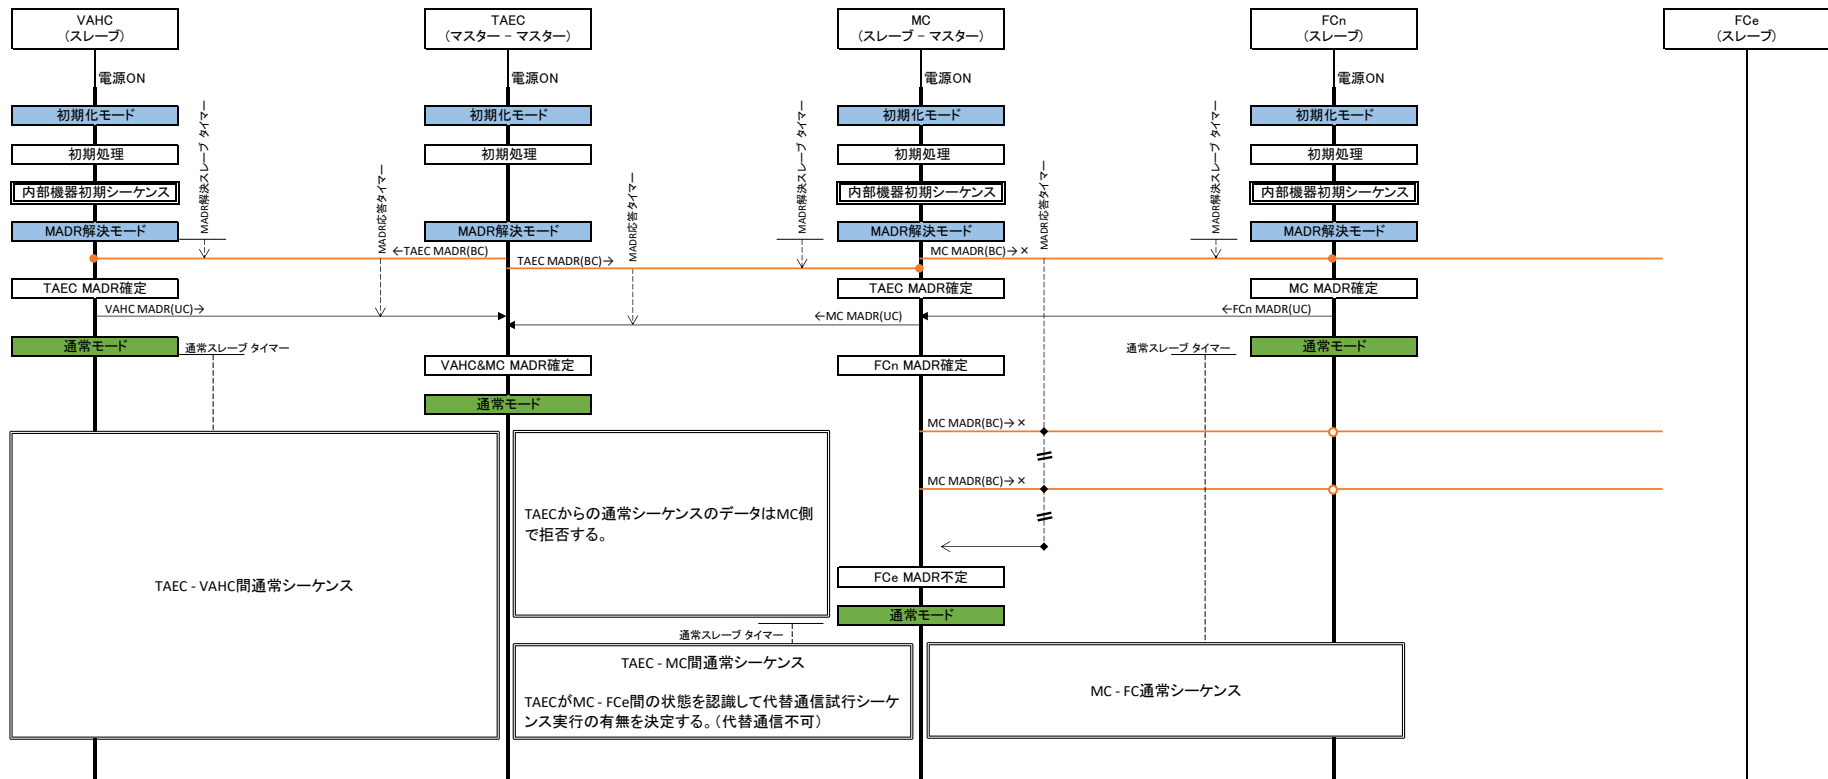 VAHC
（スレーブ）
TAEC
（マスター － マスター）
MC
（スレーブ － マスター）
FCn
（スレーブ）
FCe
（スレーブ）
電源ON
電源ON
電源ON
電源ON
初期化モード
初期化モード
初期化モード
初期化モード
初期処理
初期処理
初期処理
初期処理
内部機器初期シーケンス
内部機器初期シーケンス
内部機器初期シーケンス
MADR解決スレーブ タイマー
MADR応答タイマー
MADR応答タイマー
MADR解決スレーブ タイマー
MADR応答タイマー
MADR解決スレーブ タイマー
MADR解決モード
MADR解決モード
MADR解決モード
MADR解決モード
←TAEC MADR(BC)
TAEC MADR(BC)→
MC MADR(BC)→ ×
TAEC MADR確定
TAEC MADR確定
MC MADR確定
VAHC MADR(UC)→
←MC MADR(UC)
←FCn MADR(UC)
通常モード
通常スレーブ タイマー
通常スレーブ タイマー
通常モード
VAHC&MC MADR確定
FCn MADR確定
通常モード
MC MADR(BC)→ ×
MC MADR(BC)→ ×
TAECからの通常シーケンスのデータはMC側
で拒否する。
TAEC - VAHC間通常シーケンス
FCe MADR不定
通常モード
通常スレーブ タイマー
TAEC - MC間通常シーケンス
TAECがMC - FCe間の状態を認識して代替通信試行シーケ
ンス実行の有無を決定する。（代替通信不可）
MC - FC通常シーケンス